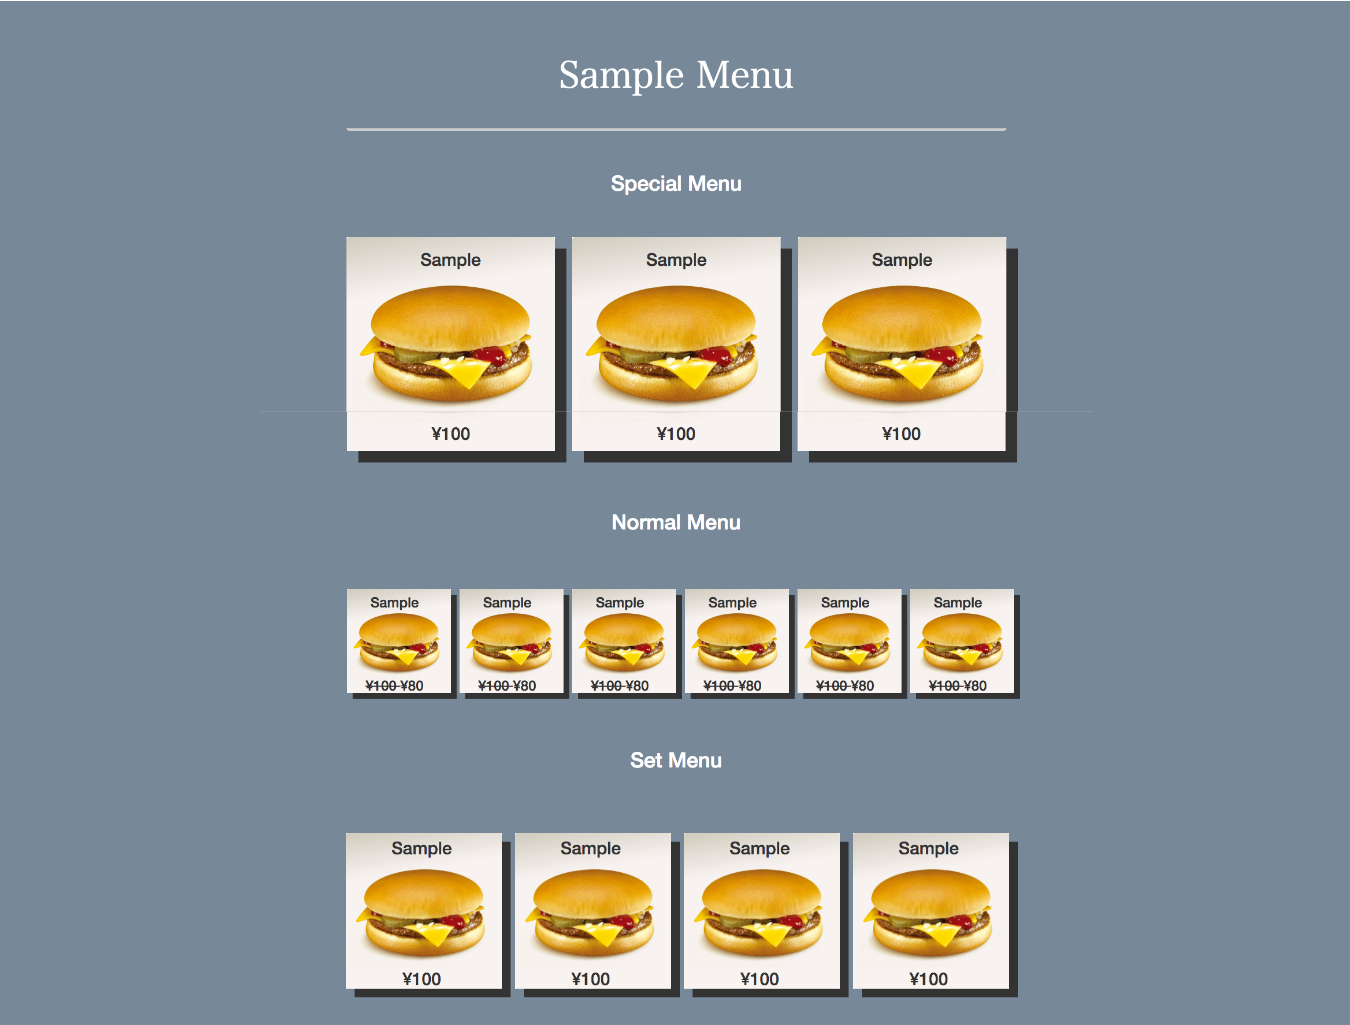 Sample Menu
Special Menu
Sample Sample Sample
¥100 ¥100 ¥100
Normal Menu
Sample Sample Sample Sample Sample Sample
¥100 ¥80 ¥100 ¥80 ¥100 ¥80 ¥100 ¥80 ¥100 ¥80 ¥100 ¥80
Set Menu
Sample Sample Sample Sample
¥100 ¥100 ¥100 ¥100